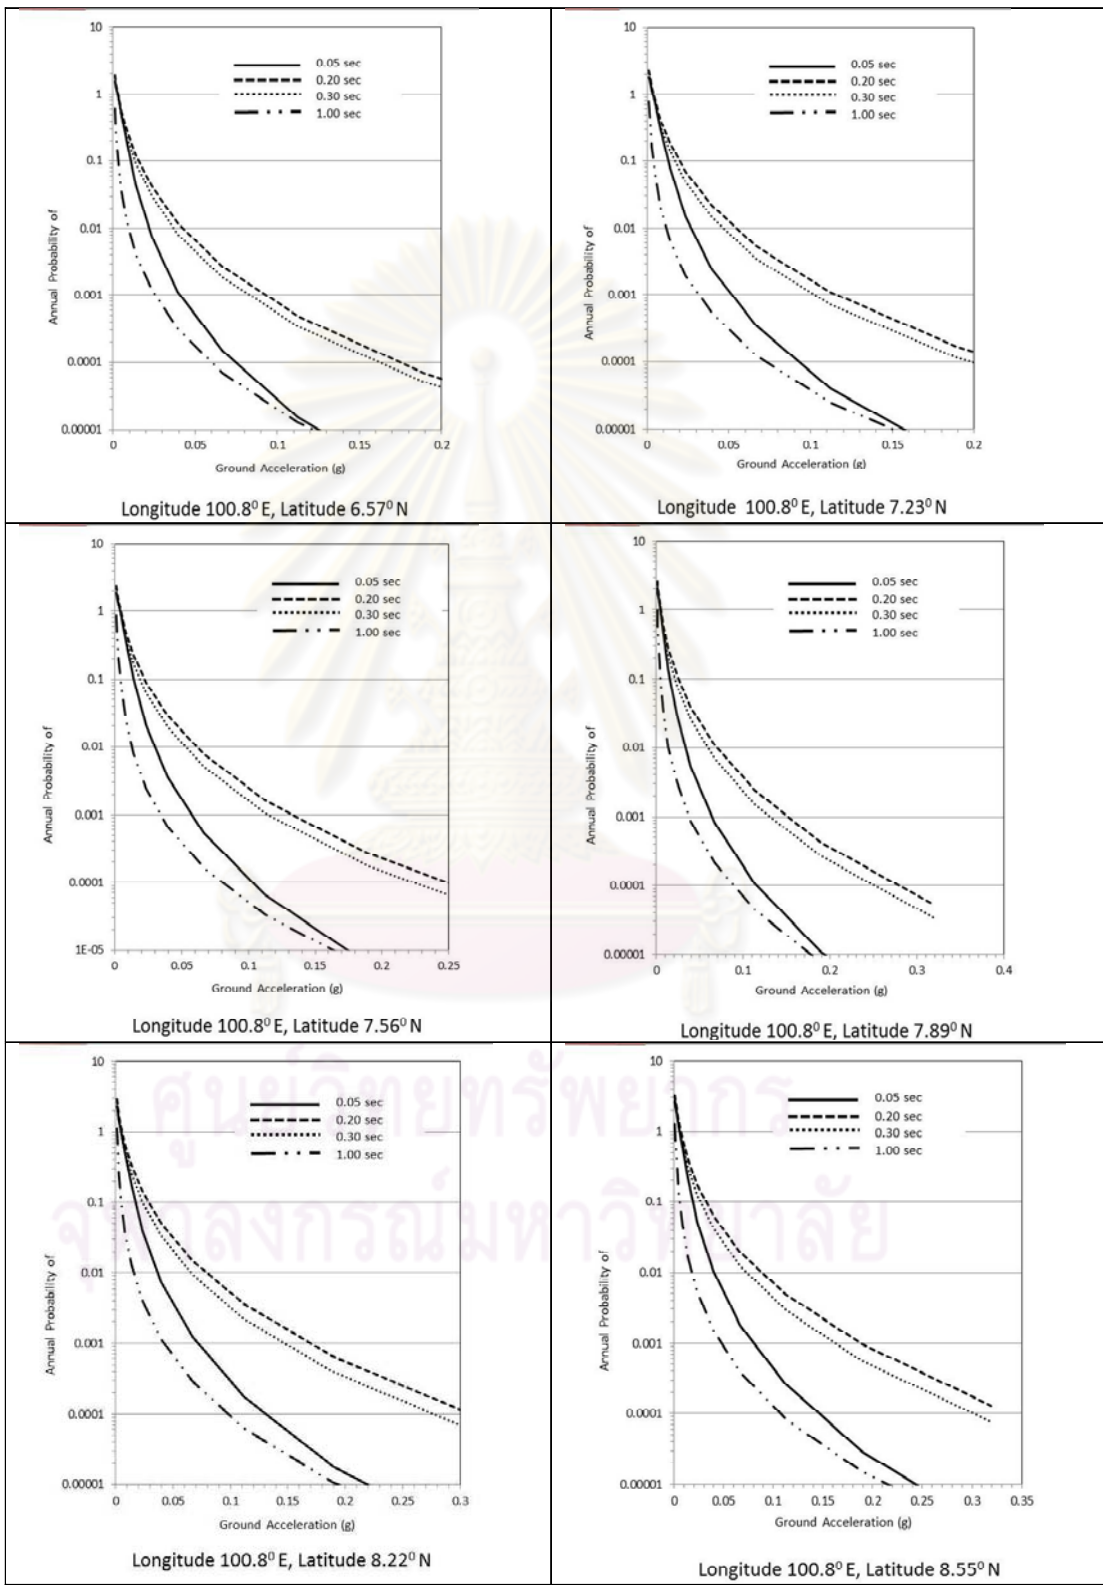 10
1
0.1
0.01
0.001
0.0001
0.00001
0.05 sec
0.20 sec
0.30 sec
1.00 sec
Annual Probability of
0 0.05 0.1 0.15 0.2
Ground Acceleration (g)
Longitude 100.8⁰ E, Latitude 6.57⁰ N
10
1
0.1
0.01
0.001
0.0001
0.00001
0.05 sec
0.20 sec
0.30 sec
1.00 sec
Annual Probability of
0 0.05 0.1 0.15 0.2
Ground Acceleration (g)
Longitude 100.8⁰ E, Latitude 7.23⁰ N
10
1
0.1
0.01
0.001
0.0001
1E-05
0.05 sec
0.20 sec
0.30 sec
1.00 sec
Annual Probability of
0 0.05 0.1 0.15 0.2 0.25
Ground Acceleration (g)
Longitude 100.8⁰ E, Latitude 7.56⁰ N
10
1
0.1
0.01
0.001
0.0001
0.00001
0.05 sec
0.20 sec
0.30 sec
1.00 sec
Annual Probability of
0 0.1 0.2 0.3 0.4
Ground Acceleration (g)
Longitude 100.8⁰ E, Latitude 7.89⁰ N
10
1
0.1
0.01
0.001
0.0001
0.00001
0.05 sec
0.20 sec
0.30 sec
1.00 sec
Annual Probability of
0 0.05 0.1 0.15 0.2 0.25 0.3
Ground Acceleration (g)
Longitude 100.8⁰ E, Latitude 8.22⁰ N
10
1
0.1
0.01
0.001
0.0001
0.00001
0.05 sec
0.20 sec
0.30 sec
1.00 sec
Annual Probability of
0 0.05 0.1 0.15 0.2 0.25 0.3 0.35
Ground Acceleration (g)
Longitude 100.8⁰ E, Latitude 8.55⁰ N
ศูนย์วิทยทรัพยากร
จุฬาลงกรณ์มหาวิทยาลัย